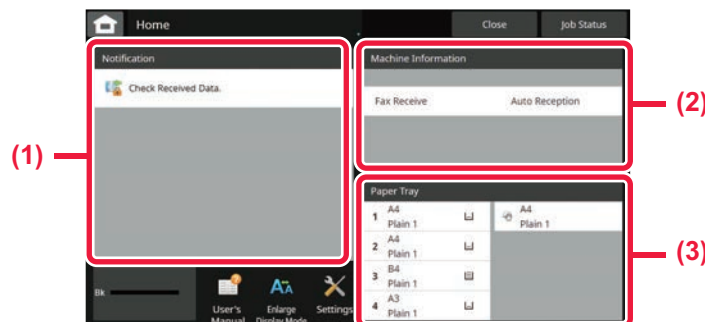 Home
Close
Job Status
Notification
Check Received Data.
(1)
Machine Information
Fax Receive Auto Reception
(2)
Paper Tray
1 A4
Plain 1
2 A4
Plain 1
3 B4
Plain 1
4 A3
Plain 1
A4
Plain 1
(3)
Bk
User's
Manual
Enlarge
Display Mode
Settings